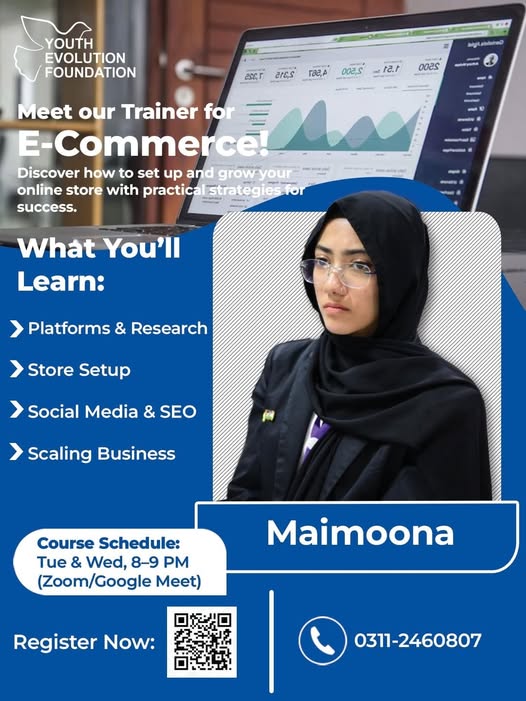 YOUTH
EVOLUTION
FOUNDATION
Meet our Trainer for
E-Commerce!
Discover how to set up and grow your
online store with practical strategies for
success.
What You'll
Learn:
Platforms & Research
Store Setup
Social Media & SEO
Scaling Business
Maimoona
Course Schedule:
Tue & Wed, 8–9 PM
(Zoom/Google Meet)
Register Now:
0311-2460807